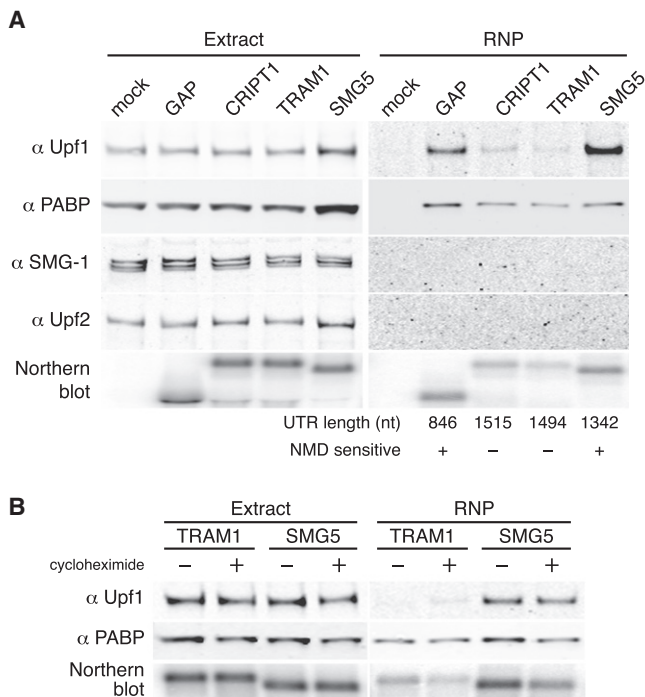 A
Extract RNP
mock GAP CRIPT1 TRAM1 SMG5 mock GAP CRIPT1 TRAM1 SMG5
α Upf1
α PABP
α SMG-1
α Upf2
Northern
blot
UTR length (nt) 846 1515 1494 1342
NMD sensitive + – – +
B
Extract RNP
TRAM1 SMG5 TRAM1 SMG5
cycloheximide – + – + – + – +
α Upf1
α PABP
Northern
blot